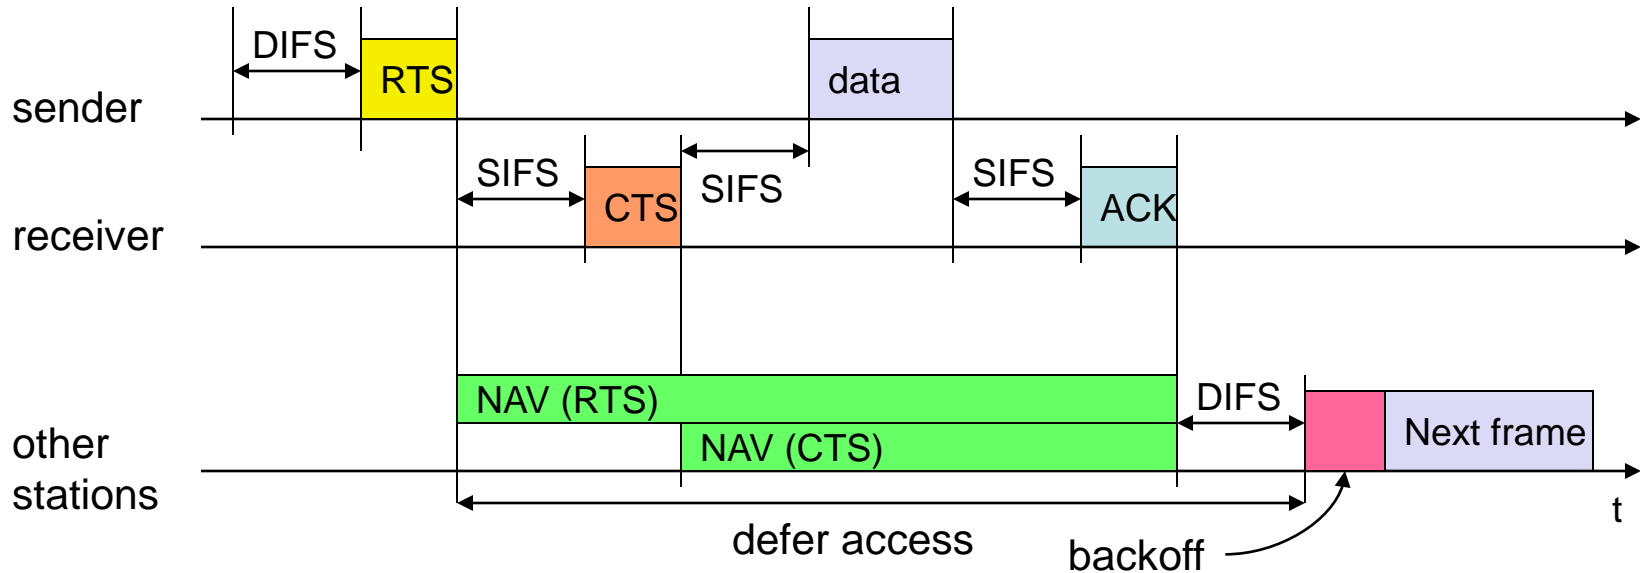 DIFS
RTS
data
sender
SIFS
CTS
SIFS
SIFS
ACK
receiver
NAV (RTS)
DIFS
NAV (CTS)
Next frame
other
stations
t
defer access
backoff